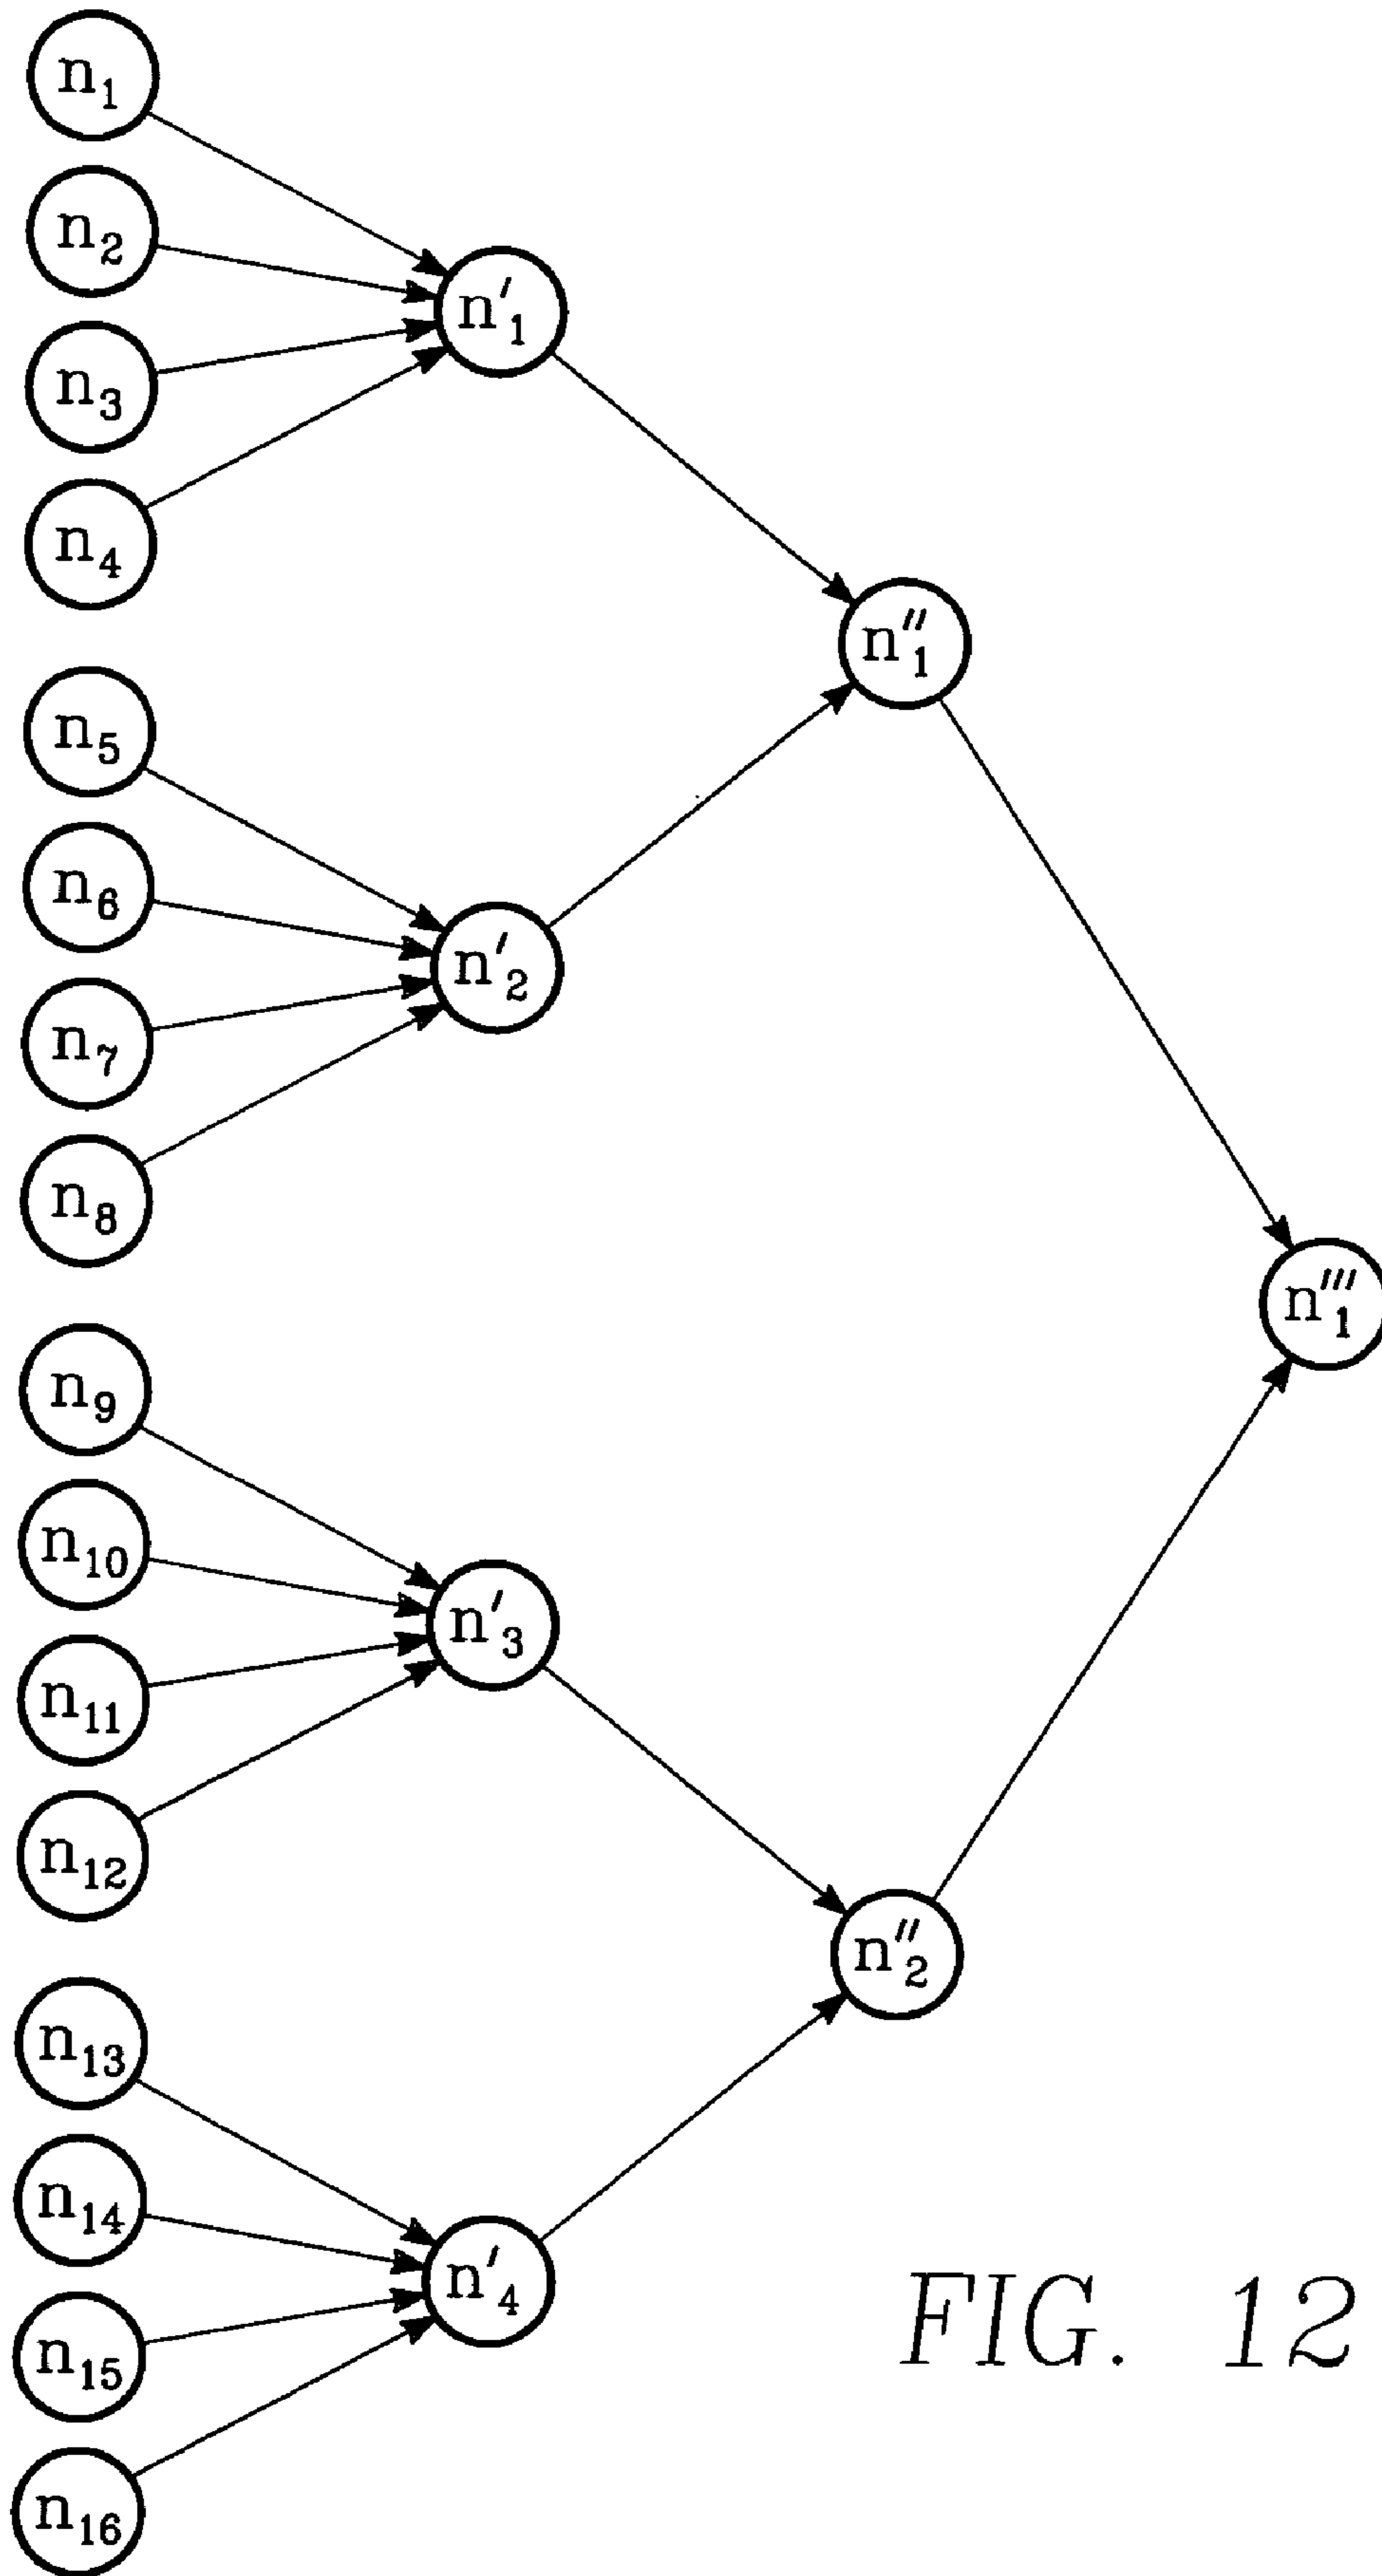 n₁
n₂
n′₁
n₃
n₄
n″₁
n₅
n₆
n′₂
n₇
n₈
n‴₁
n₉
n₁₀
n′₃
n₁₁
n₁₂
n″₂
n₁₃
n₁₄
n′₄
n₁₅
n₁₆
FIG. 12